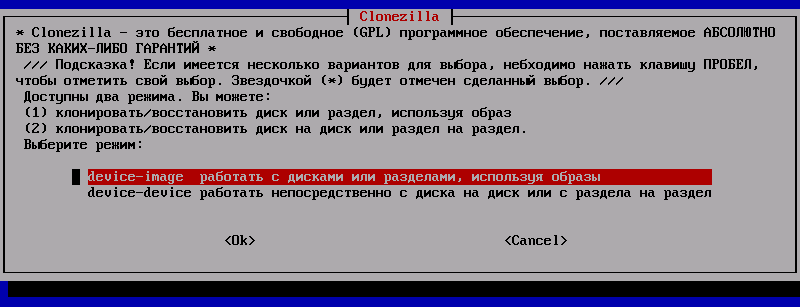 Clonezilla
* Clonezilla - это бесплатное и свободное (GPL) программное обеспечение, поставляемое АБСОЛЮТНО
БЕЗ КАКИХ-ЛИБО ГАРАНТИЙ *
/// Подсказка! Если имеется несколько вариантов для выбора, небходимо нажать клавишу ПРОБЕЛ,
чтобы отметить свой выбор. Звездочкой (*) будет отмечен сделанный выбор. ///
Доступны два режима. Вы можете:
(1) клонировать/восстановить диск или раздел, используя образ
(2) клонировать/восстановить диск на диск или раздел на раздел.
Выберите режим:
device-image работать с дисками или разделами, используя образы
device-device работать непосредственно с диска на диск или с раздела на раздел
<Ok> <Cancel>